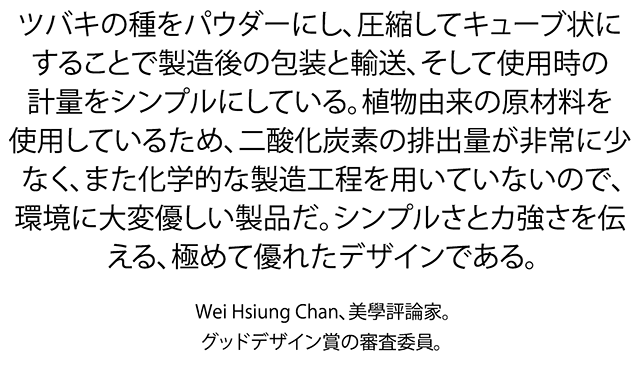 ツバキの種をパウダーにし、圧縮してキューブ状に
することで製造後の包装と輸送、そして使用時の
計量をシンプルにしている。植物由来の原材料を
使用しているため、二酸化炭素の排出量が非常に少
なく、また化学的な製造工程を用いていないので、
環境に大変優しい製品だ。シンプルさと力強さを伝
える、極めて優れたデザインである。
Wei Hsiung Chan、美學評論家。
グッドデザイン賞の審査委員。